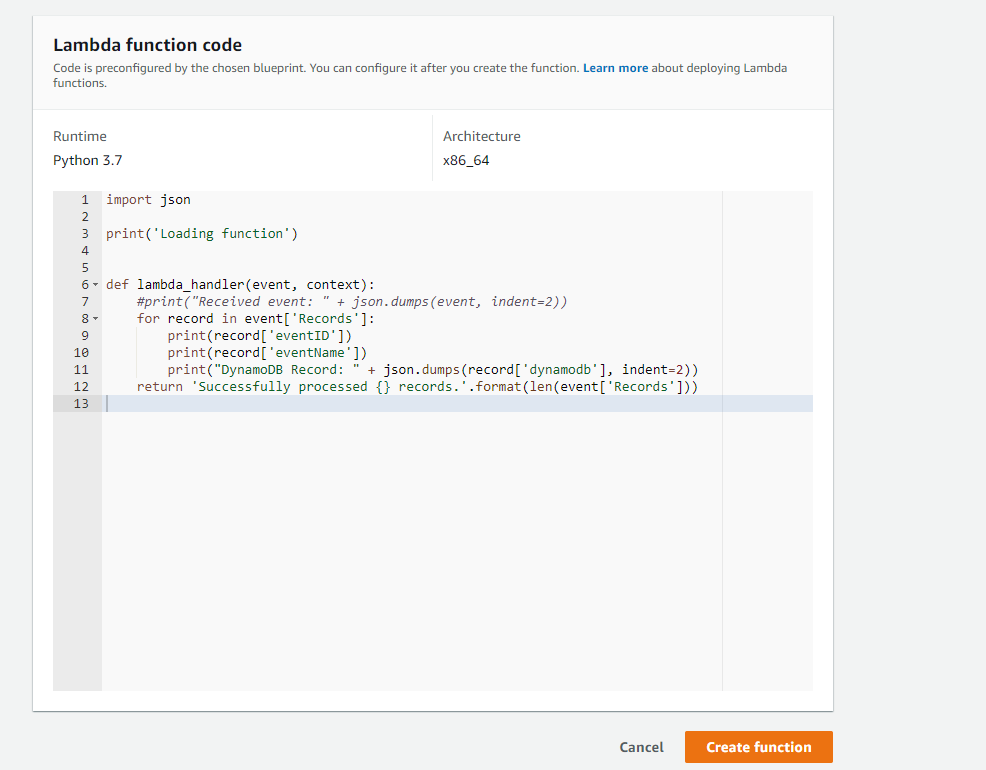 Lambda function code
Code is preconfigured by the chosen blueprint. You can configure it after you create the function. Learn more about deploying Lambda
functions.
Runtime
Python 3.7
Architecture
x86_64
1 import json
2
3 print('Loading function')
4
5
6 def lambda_handler(event, context):
7     #print("Received event: " + json.dumps(event, indent=2))
8     for record in event['Records']:
9         print(record['eventID'])
10         print(record['eventName'])
11         print("DynamoDB Record: " + json.dumps(record['dynamodb'], indent=2))
12     return 'Successfully processed {} records.'.format(len(event['Records']))
13
Cancel
Create function